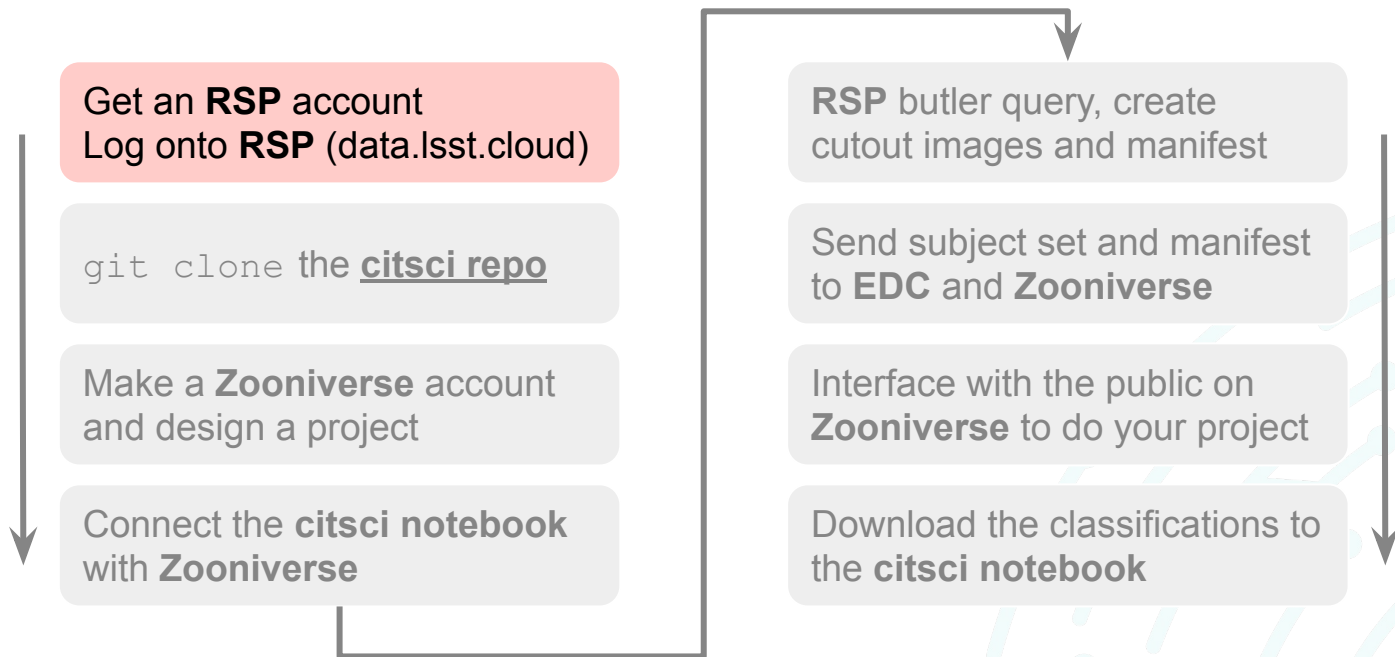 Get an RSP account
Log onto RSP (data.lsst.cloud)
git clone the citsci repo
Make a Zooniverse account
and design a project
Connect the citsci notebook
with Zooniverse
RSP butler query, create
cutout images and manifest
Send subject set and manifest
to EDC and Zooniverse
Interface with the public on
Zooniverse to do your project
Download the classifications to
the citsci notebook